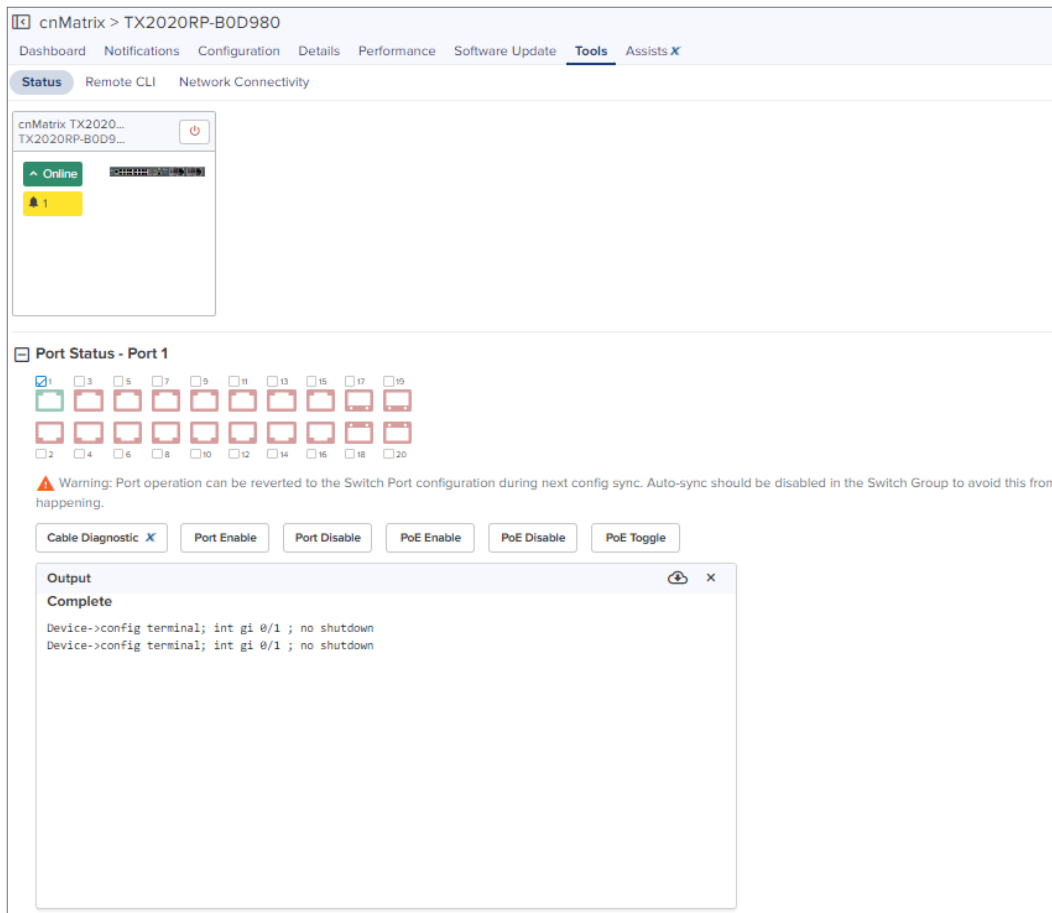 cnMatrix > TX2020RP-B0D980
Dashboard Notifications Configuration Details Performance Software Update Tools Assists X
Status Remote CLI Network Connectivity
cnMatrix TX2020...
TX2020RP-B0D9...
Online
1
Port Status - Port 1
1 3 5 7 9 11 13 15 17 19
2 4 6 8 10 12 14 16 18 20
Warning: Port operation can be reverted to the Switch Port configuration during next config sync. Auto-sync should be disabled in the Switch Group to avoid this from
happening.
Cable Diagnostic X Port Enable Port Disable PoE Enable PoE Disable PoE Toggle
Output
Complete
Device->config terminal; int gi 0/1 ; no shutdown
Device->config terminal; int gi 0/1 ; no shutdown